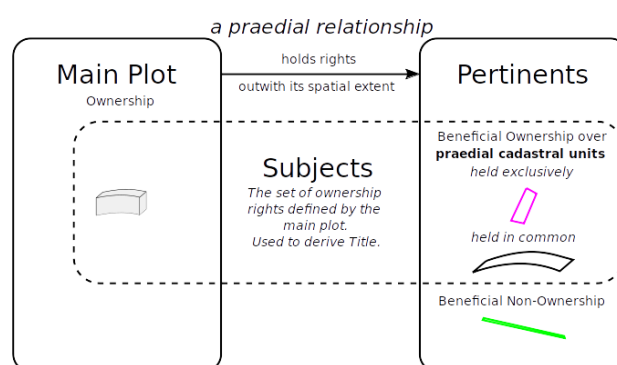 a praedial relationship
Main Plot
Ownership
holds rights
outwith its spatial extent
Pertinents
Subjects
The set of ownership
rights defined by the
main plot.
Used to derive Title.
Beneficial Ownership over
praedial cadastral units
held exclusively
held in common
Beneficial Non-Ownership